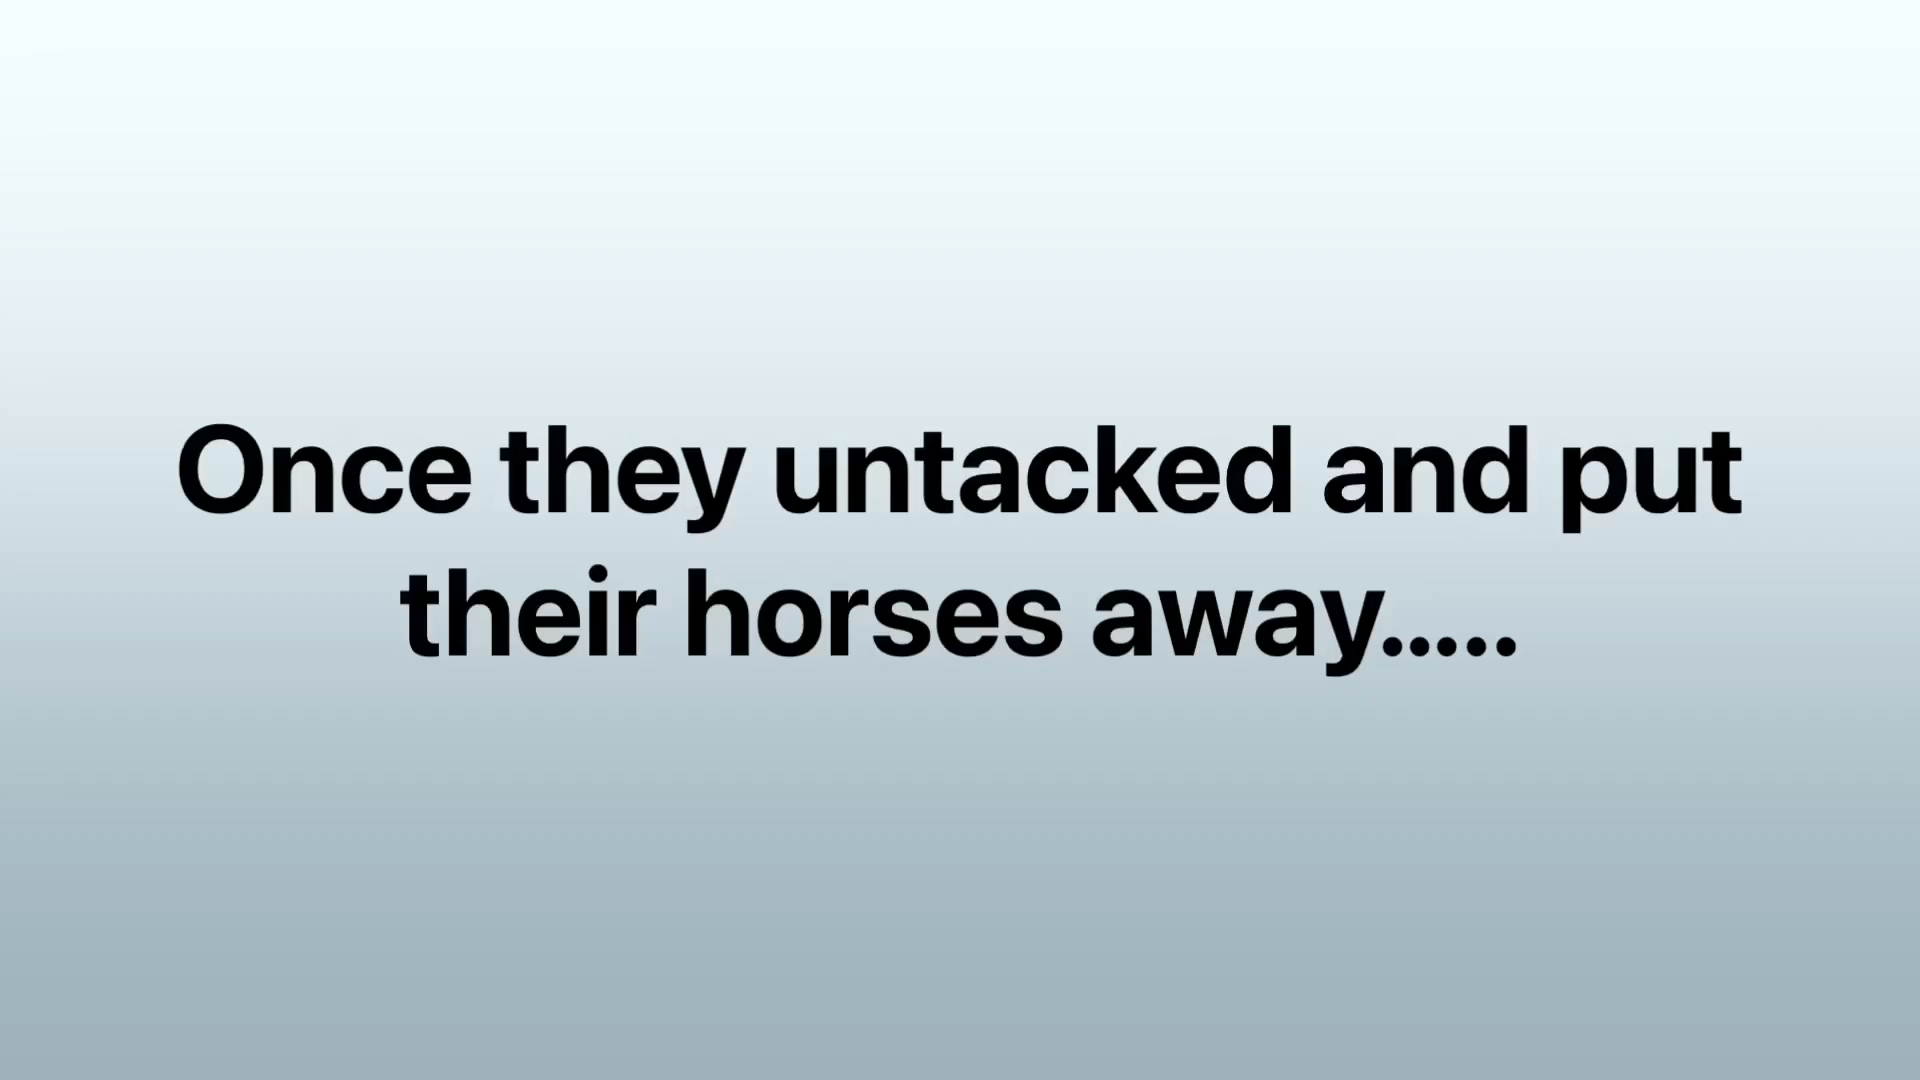 Once they untacked and put
their horses away.....